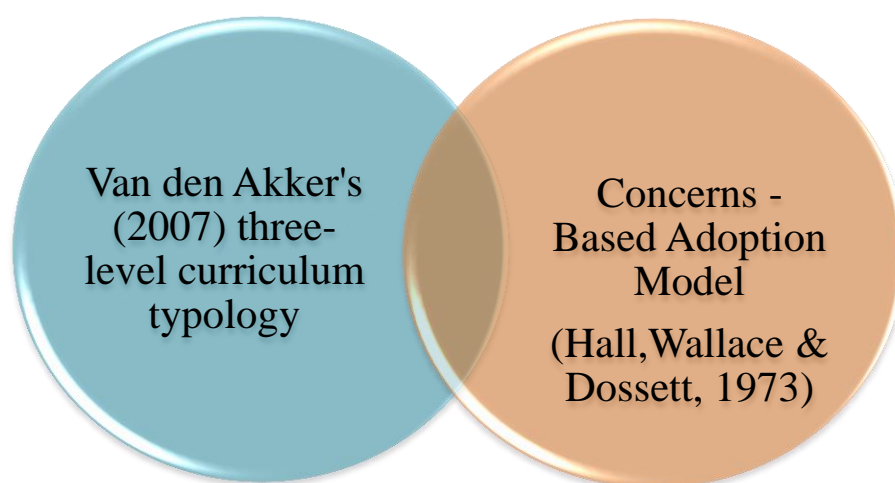 Van den Akker's
(2007) three-
level curriculum
typology
Concerns -
Based Adoption
Model
(Hall,Wallace &
Dossett, 1973)